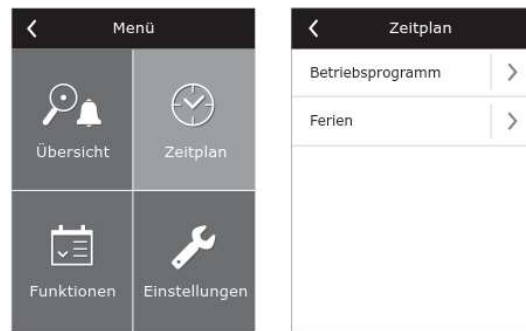 Menü
Übersicht
Zeitplan
Funktionen
Einstellungen
Zeitplan
Betriebsprogramm
Ferien